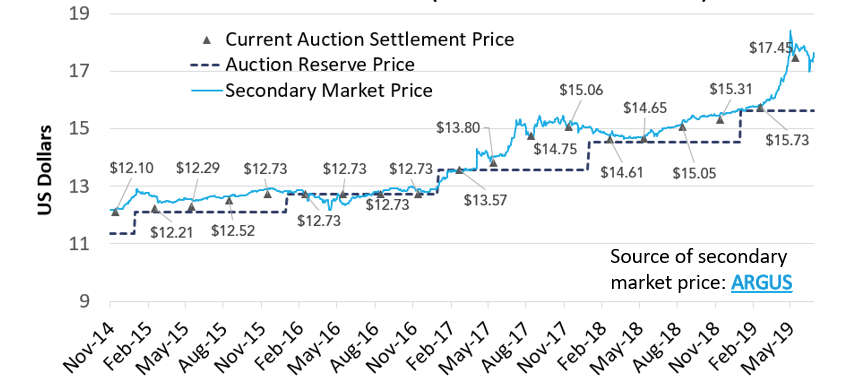 19
Current Auction Settlement Price
Auction Reserve Price
Secondary Market Price
17
15
13
11
9
US Dollars
$12.10
$12.21
$12.29
$12.52
$12.73
$12.73
$12.73
$12.73
$12.73
$13.57
$13.80
$14.75
$15.06
$14.61
$14.65
$15.05
$15.31
$15.73
$17.45
Source of secondary
market price: ARGUS
Nov-14
Feb-15
May-15
Aug-15
Nov-15
Feb-16
May-16
Aug-16
Nov-16
Feb-17
May-17
Aug-17
Nov-17
Feb-18
May-18
Aug-18
Nov-18
Feb-19
May-19